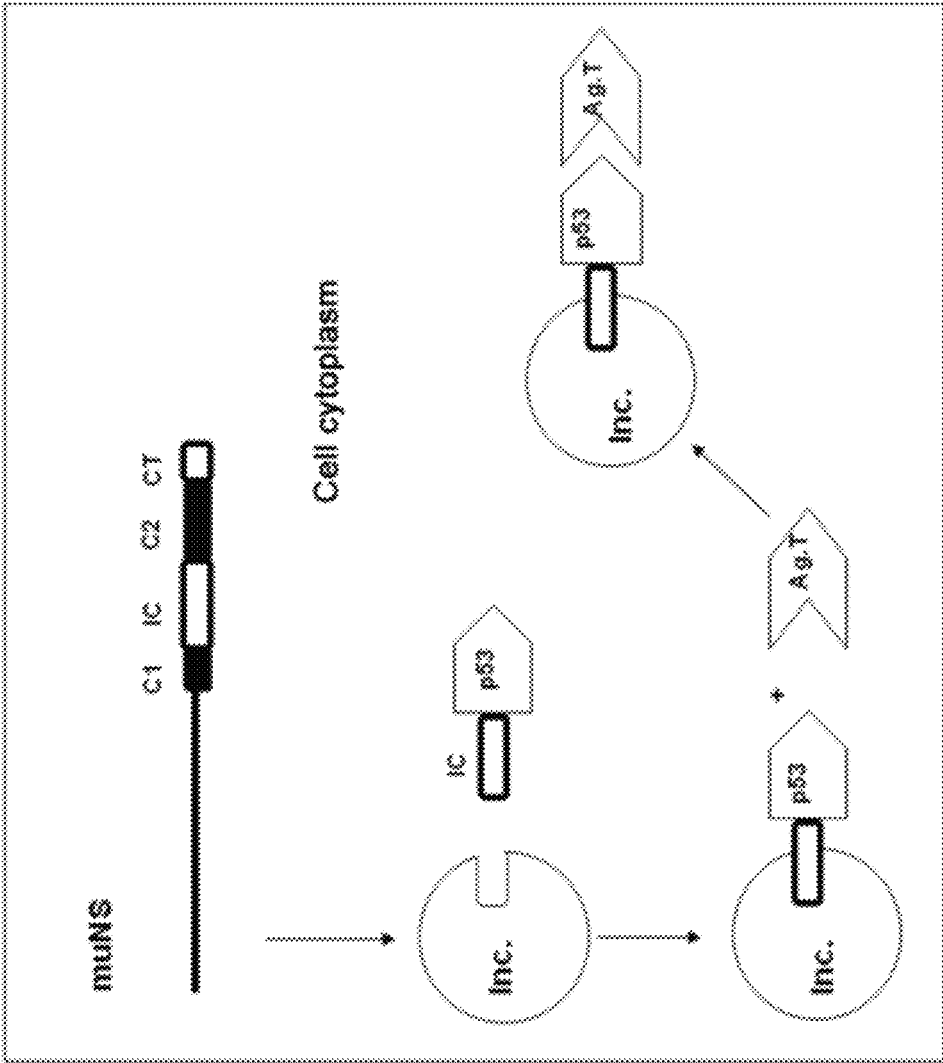 muNS
C1 IC C2 CT
Cell cytoplasm
Inc.
IC
p53
Inc.
p53
Ag.T
Inc.
p53
+
Ag.T